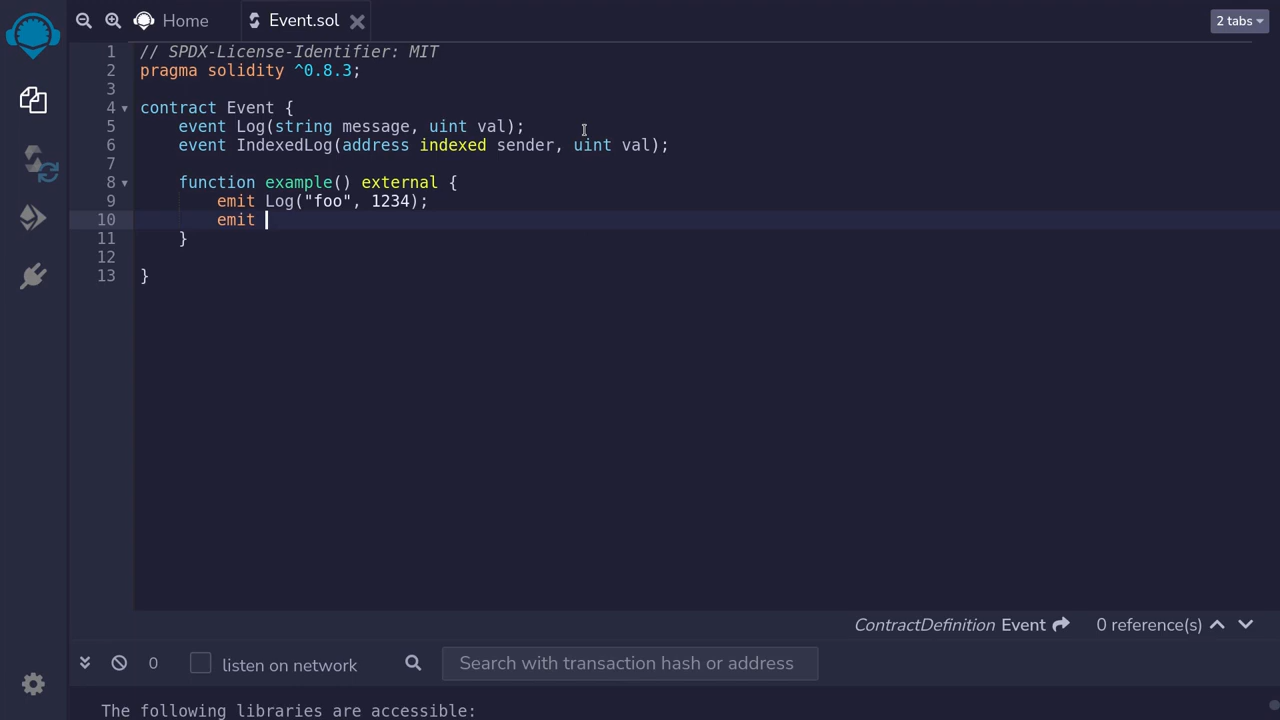 Home
Event.sol
2 tabs
1 // SPDX-License-Identifier: MIT
2 pragma solidity ^0.8.3;
3
4 contract Event {
5     event Log(string message, uint val);
6     event IndexedLog(address indexed sender, uint val);
7
8     function example() external {
9         emit Log("foo", 1234);
10         emit
11     }
12
13 }
ContractDefinition Event 0 reference(s)
0 listen on network Search with transaction hash or address
The following libraries are accessible: